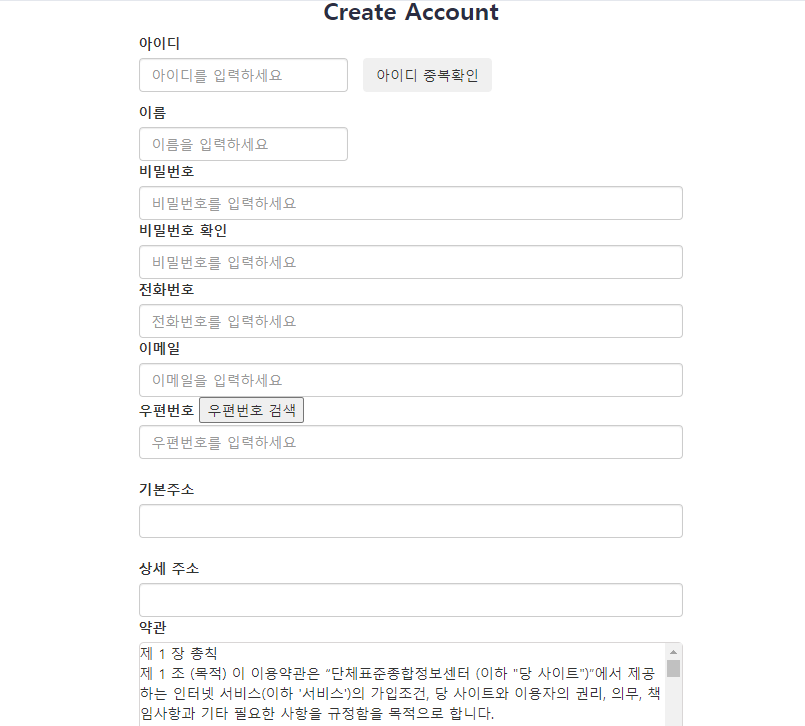 Create Account
아이디
아이디를 입력하세요 아이디 중복확인
이름
이름을 입력하세요
비밀번호
비밀번호를 입력하세요
비밀번호 확인
비밀번호를 입력하세요
전화번호
전화번호를 입력하세요
이메일
이메일을 입력하세요
우편번호 우편번호 검색
우편번호를 입력하세요
기본주소
상세 주소
약관
제 1 장 총칙
제 1 조 (목적) 이 이용약관은 “단체표준종합정보센터 (이하 "당 사이트")”에서 제공
하는 인터넷 서비스(이하 '서비스')의 가입조건, 당 사이트와 이용자의 권리, 의무, 책
임사항과 기타 필요한 사항을 규정함을 목적으로 합니다.